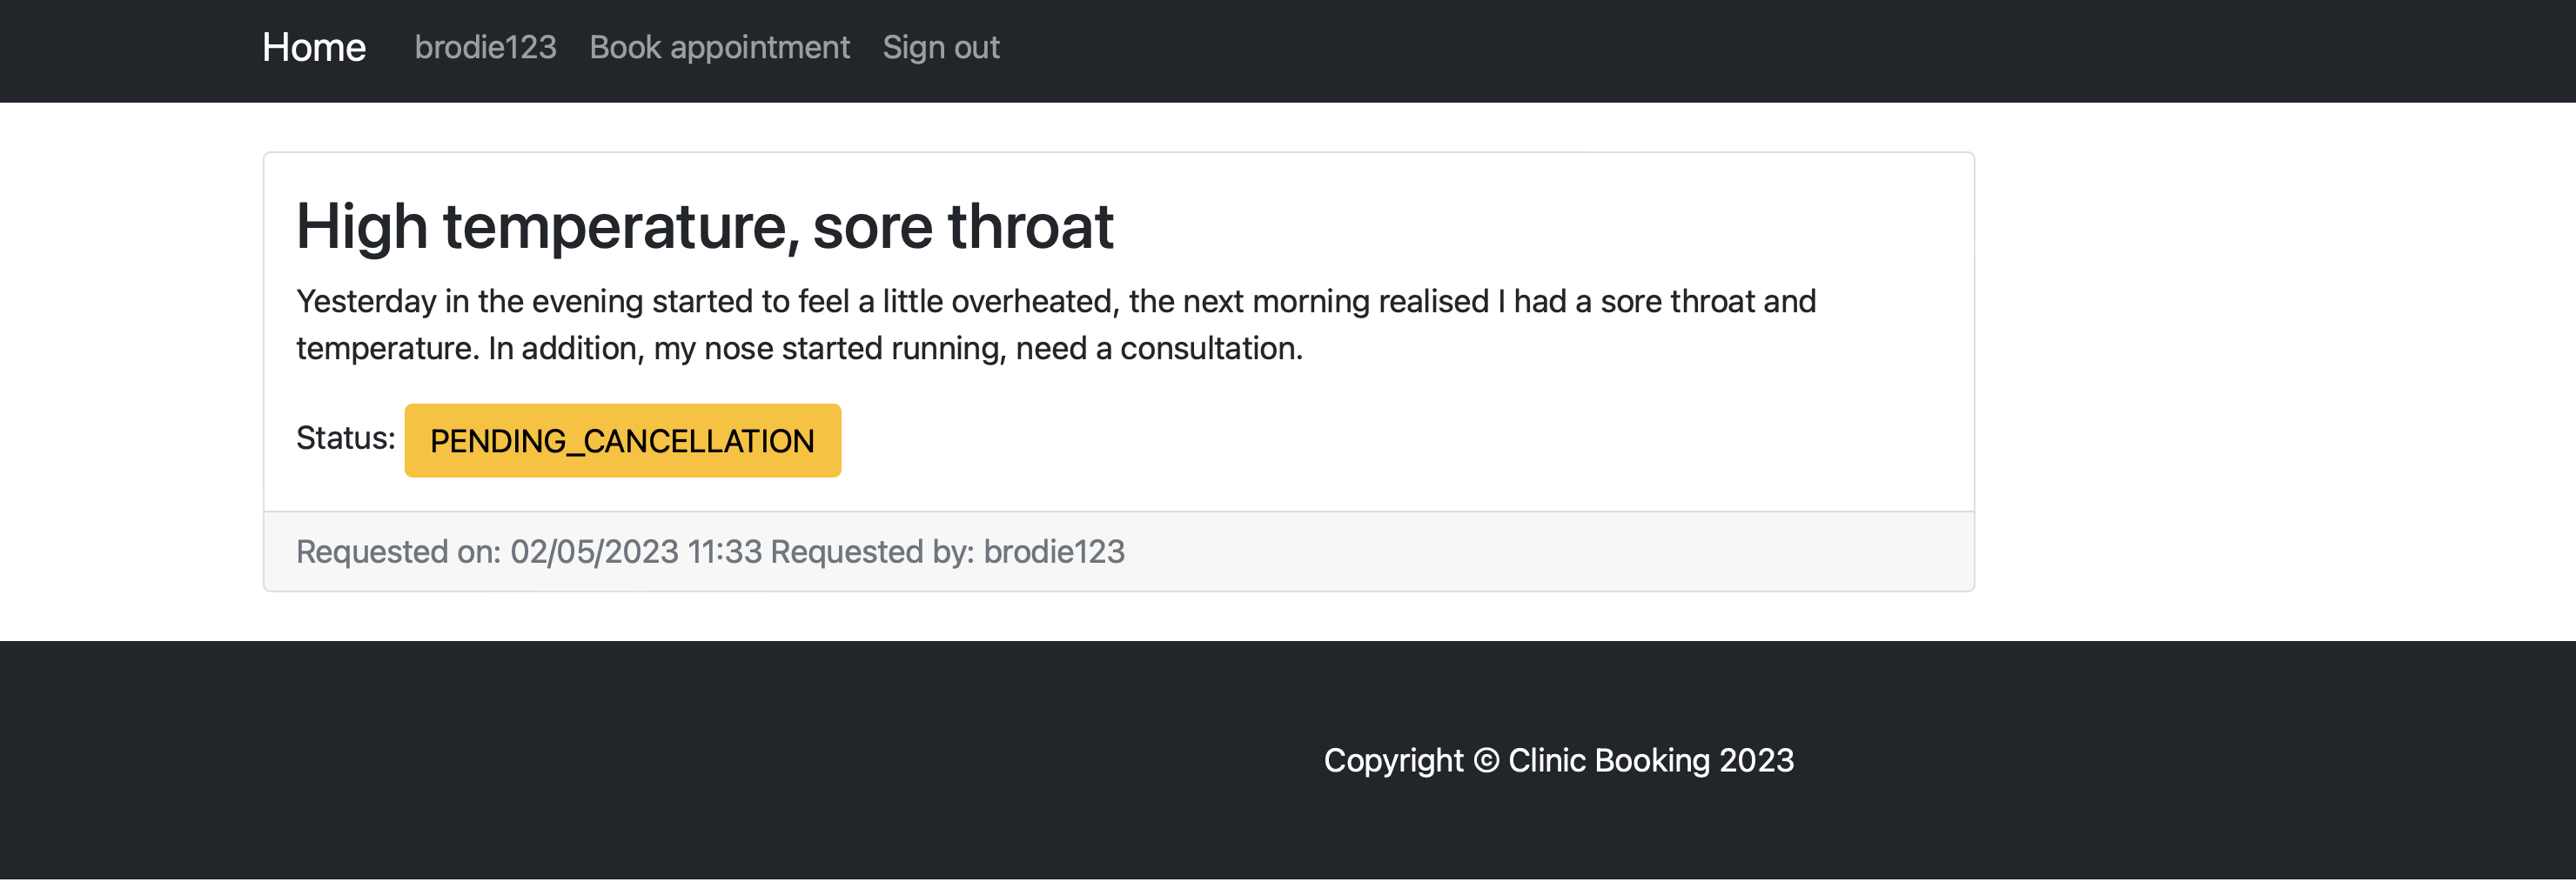 Home brodie123 Book appointment Sign out
High temperature, sore throat
Yesterday in the evening started to feel a little overheated, the next morning realised I had a sore throat and
temperature. In addition, my nose started running, need a consultation.
Status: PENDING_CANCELLATION
Requested on: 02/05/2023 11:33 Requested by: brodie123
Copyright © Clinic Booking 2023